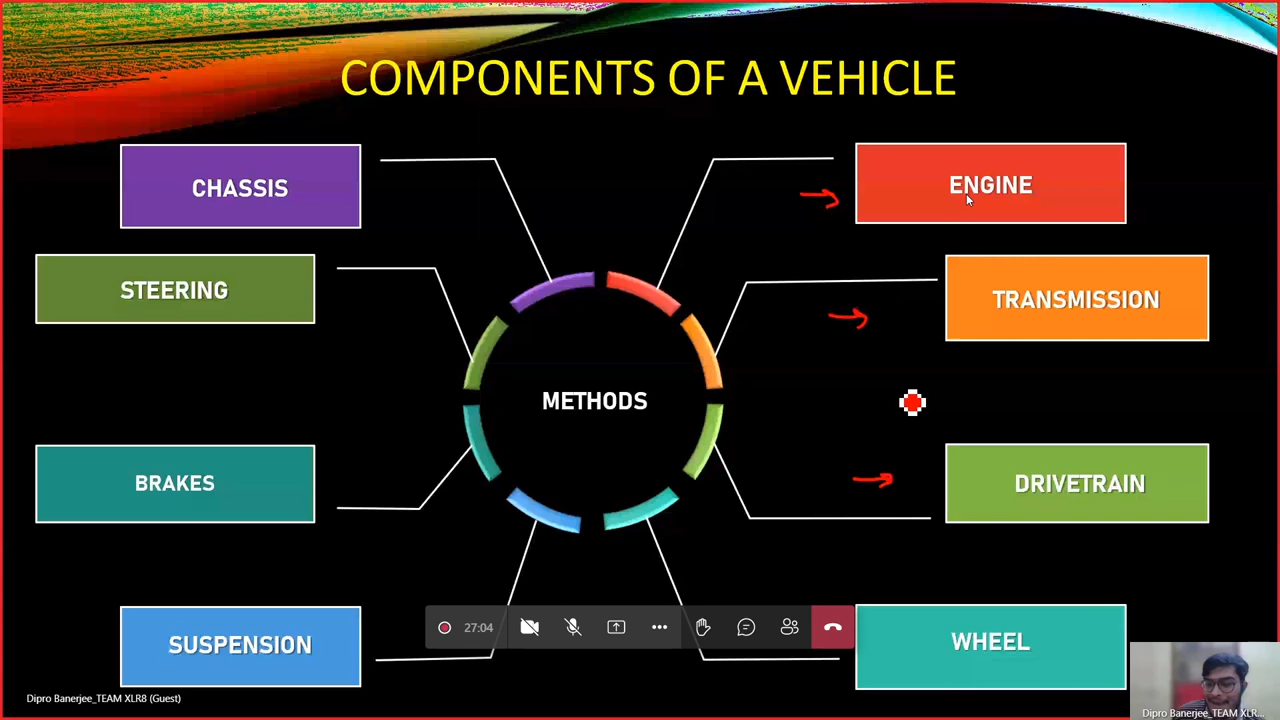 COMPONENTS OF A VEHICLE
CHASSIS
ENGINE
STEERING
TRANSMISSION
METHODS
BRAKES
DRIVETRAIN
27:04
SUSPENSION
WHEEL
Dipro Banerjee_TEAM XLR8 (Guest)
Dipro Banerjee_TEAM XLR...